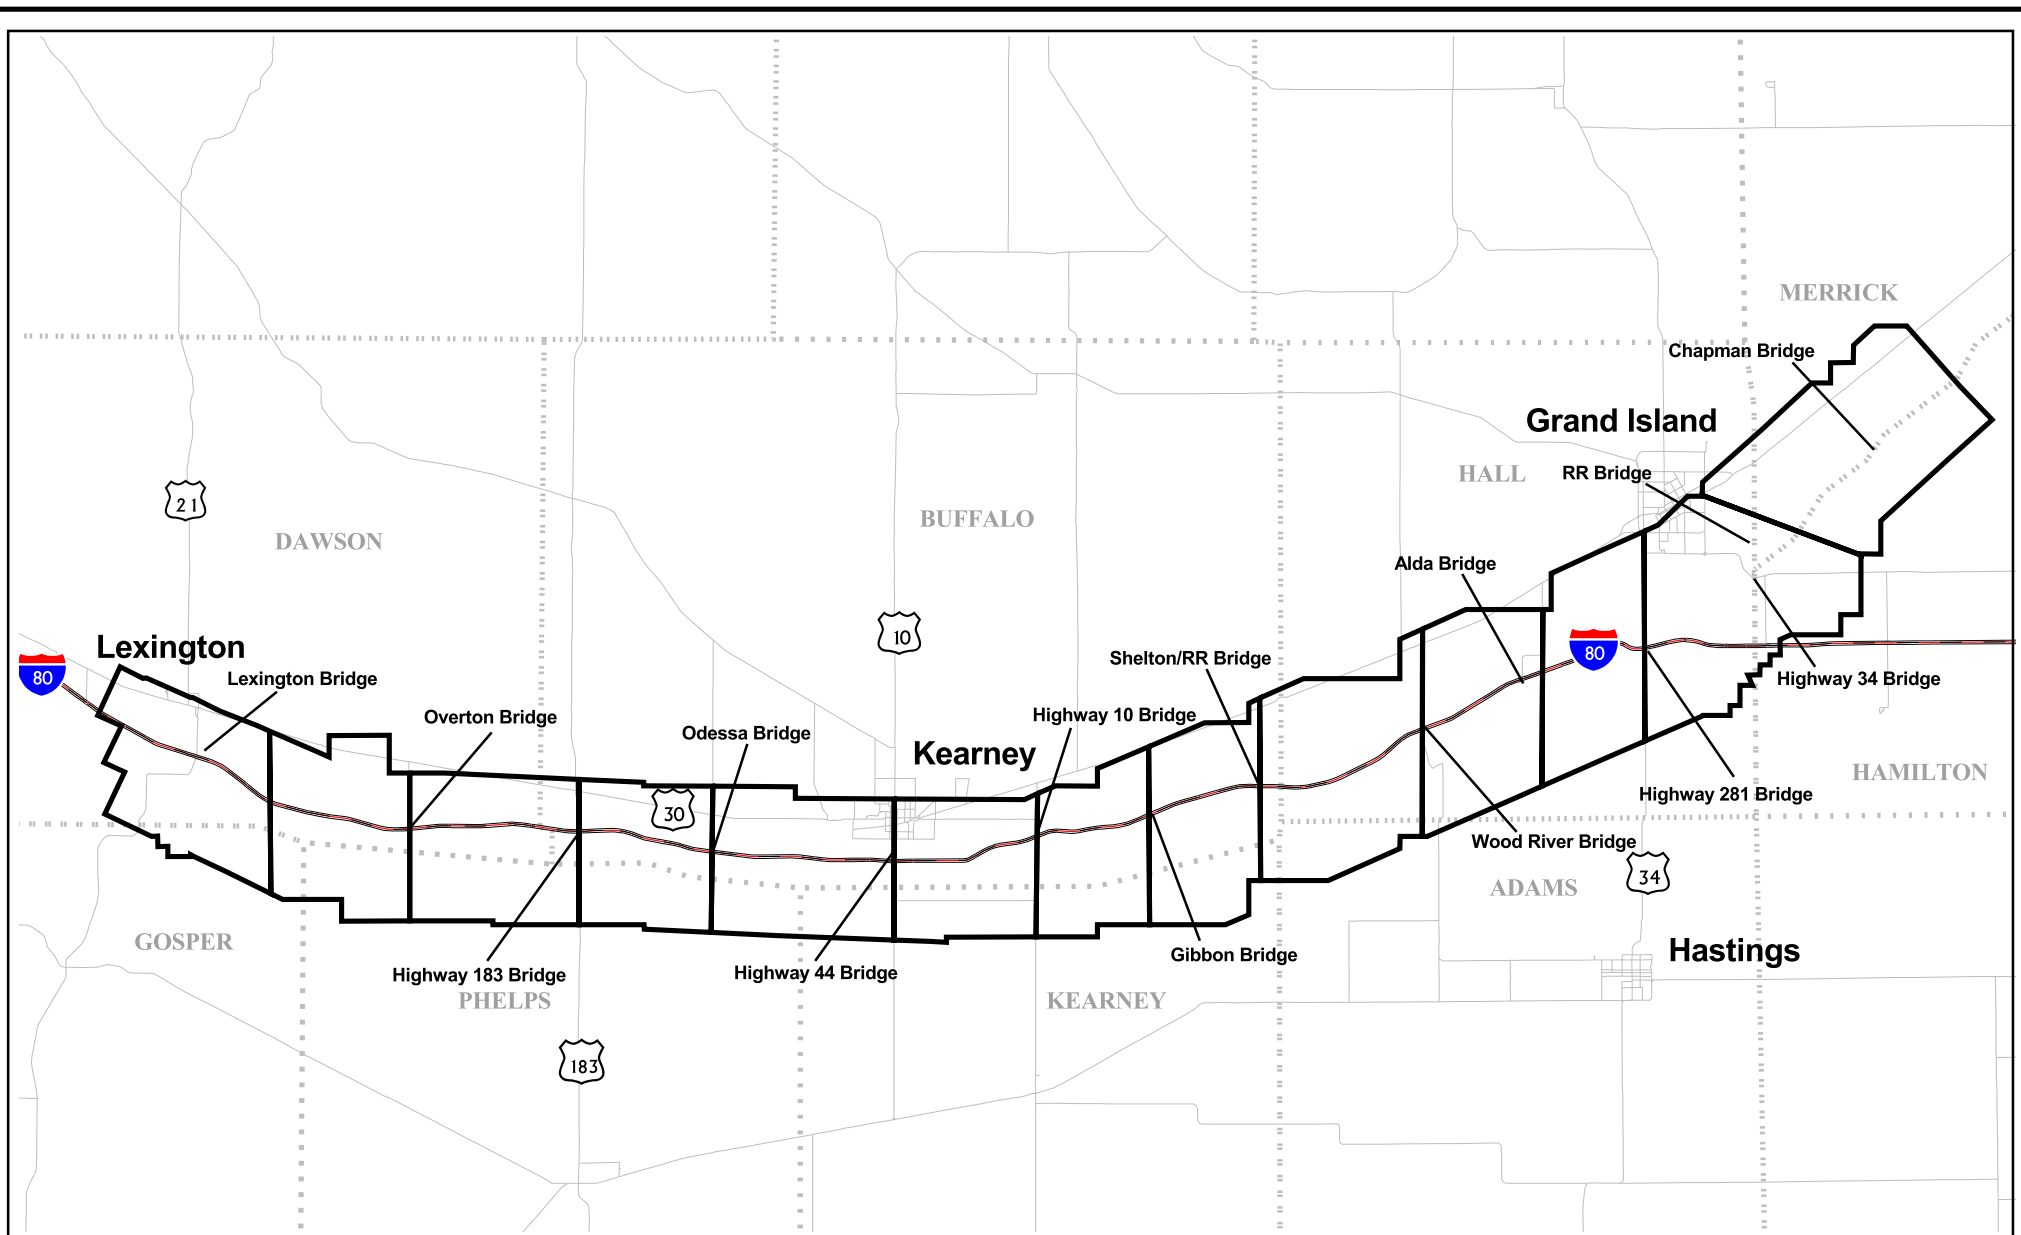 MERRICK
Chapman Bridge
Grand Island
RR Bridge
HALL
21
BUFFALO
DAWSON
Alda Bridge
10
Lexington
80
80
Lexington Bridge
Shelton/RR Bridge
Highway 34 Bridge
Overton Bridge
Highway 10 Bridge
Odessa Bridge
Kearney
HAMILTON
Highway 281 Bridge
30
Wood River Bridge
34
ADAMS
GOSPER
Hastings
Gibbon Bridge
Highway 183 Bridge
Highway 44 Bridge
PHELPS
KEARNEY
183